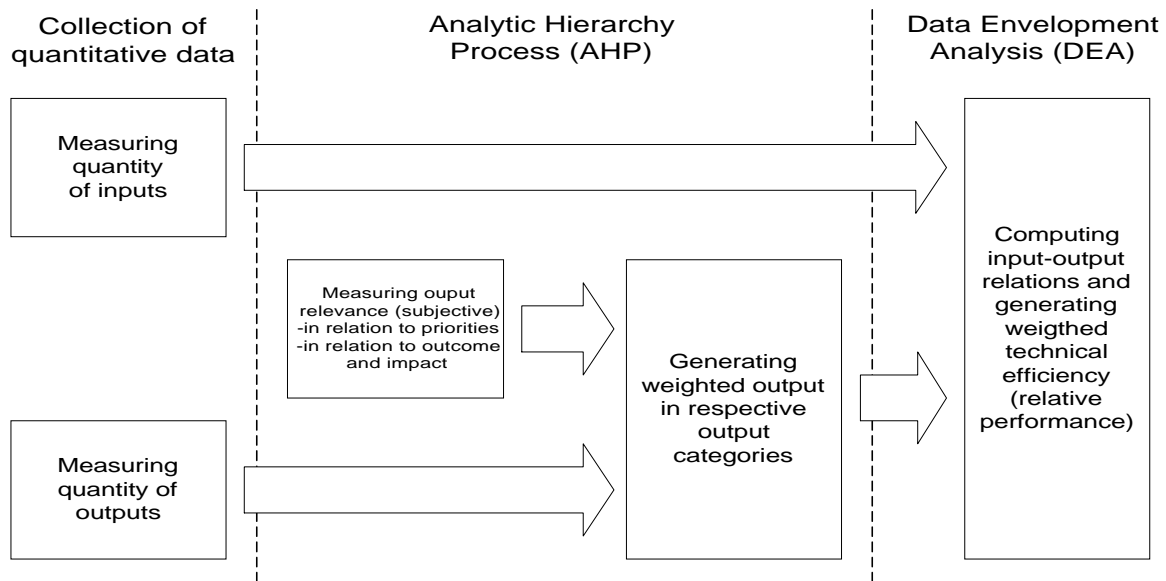 Collection of
quantitative data
Analytic Hierarchy
Process (AHP)
Data Envelopment
Analysis (DEA)
Measuring
quantity
of inputs
Measuring ouput
relevance (subjective)
-in relation to priorities
-in relation to outcome
and impact
Generating
weighted output
in respective
output
categories
Computing
input-output
relations and
generating
weigthed
technical
efficiency
(relative
performance)
Measuring
quantity of
outputs